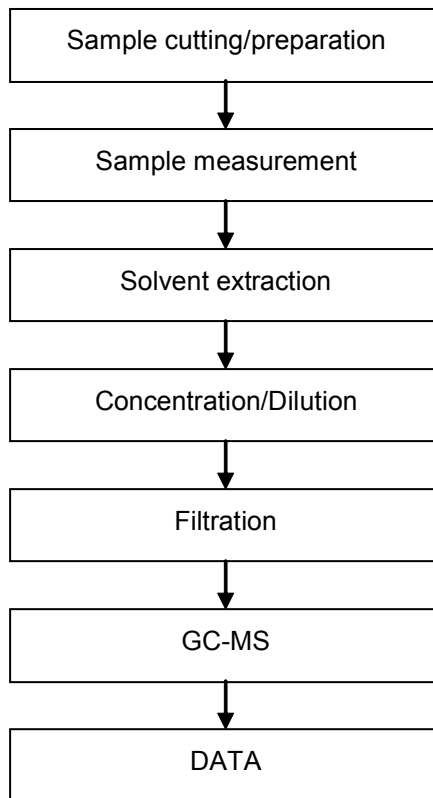 Sample cutting/preparation
Sample measurement
Solvent extraction
Concentration/Dilution
Filtration
GC-MS
DATA